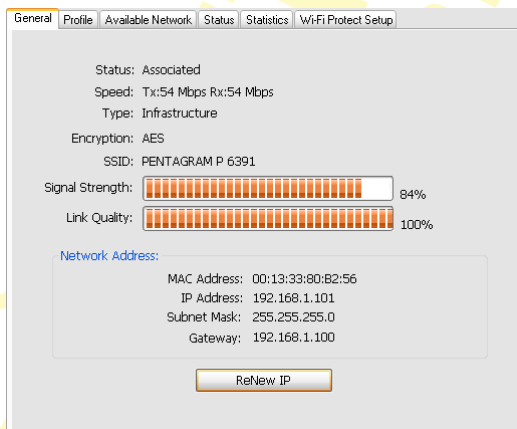 General Profile Available Network Status Statistics Wi-Fi Protect Setup
Status: Associated
Speed: Tx:54 Mbps Rx:54 Mbps
Type: Infrastructure
Encryption: AES
SSID: PENTAGRAM P 6391
Signal Strength: 84%
Link Quality: 100%
Network Address:
MAC Address: 00:13:33:80:B2:56
IP Address: 192.168.1.101
Subnet Mask: 255.255.255.0
Gateway: 192.168.1.100
ReNew IP